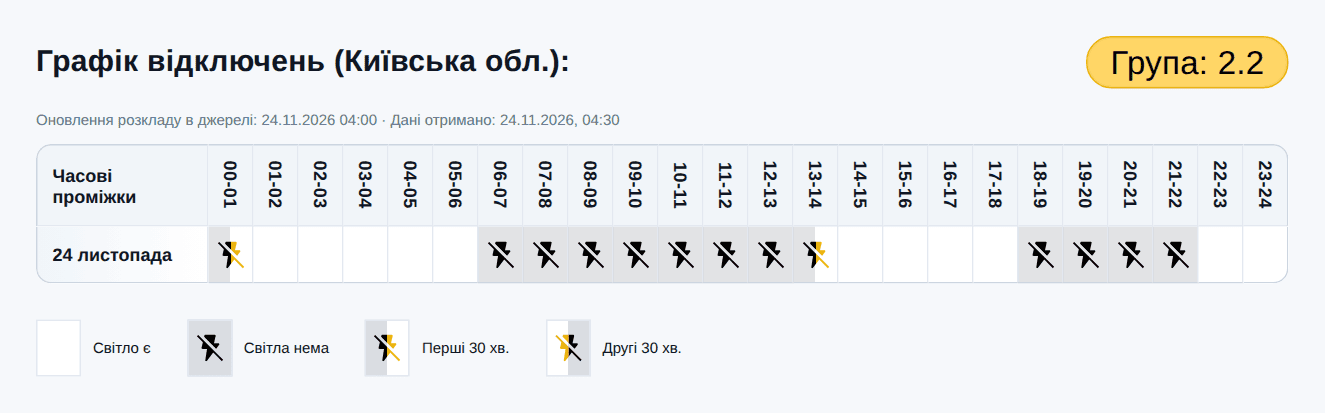 Графік відключень (Київська обл.):
Група: 2.2
Оновлення розкладу в джерелі: 24.11.2026 04:00 · Дані отримано: 24.11.2026, 04:30
Часові
проміжки
00-01
01-02
02-03
03-04
04-05
05-06
06-07
07-08
08-09
09-10
10-11
11-12
12-13
13-14
14-15
15-16
16-17
17-18
18-19
19-20
20-21
21-22
22-23
23-24
24 листопада
Світло є
Світла нема
Перші 30 хв.
Другі 30 хв.